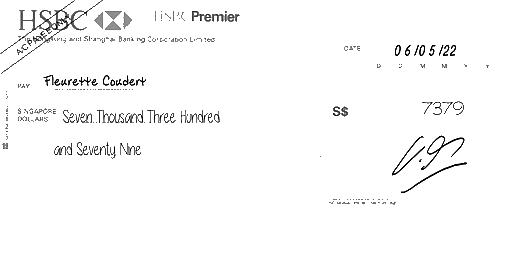 HSBC HSBC Premier
The Hongkong and Shanghai Banking Corporation Limited
A/C PAYEE ONLY
DATE 06/05/22
D D M M Y Y
PAY Fleurette Coudert
SINGAPORE DOLLARS Seven Thousand Three Hundred
and Seventy Nine
S$ 7379